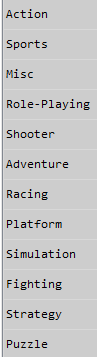 Action
Sports
Misc
Role-Playing
Shooter
Adventure
Racing
Platform
Simulation
Fighting
Strategy
Puzzle